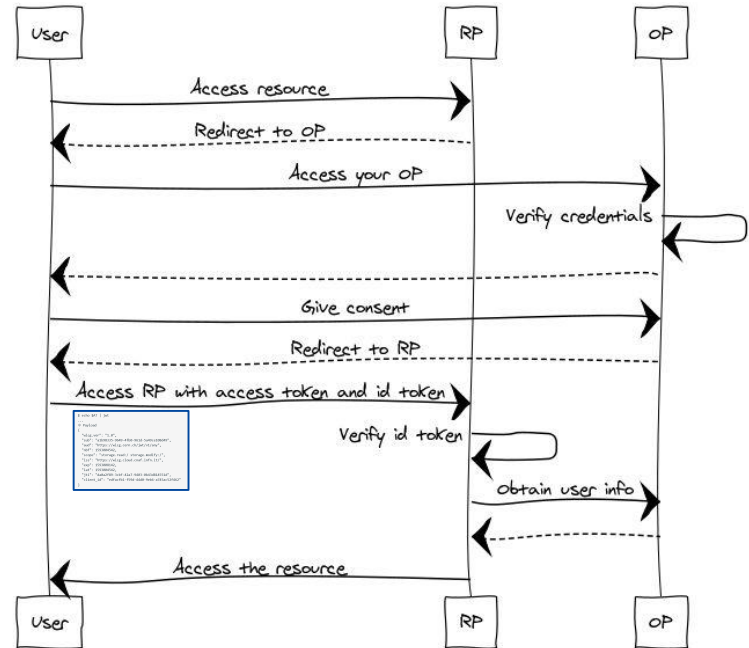 User RP OP
Access resource
Redirect to OP
Access your OP
Verify credentials
Give consent
Redirect to RP
Access RP with access token and id token
Verify id token
Obtain user info
Access the resource
User RP OP